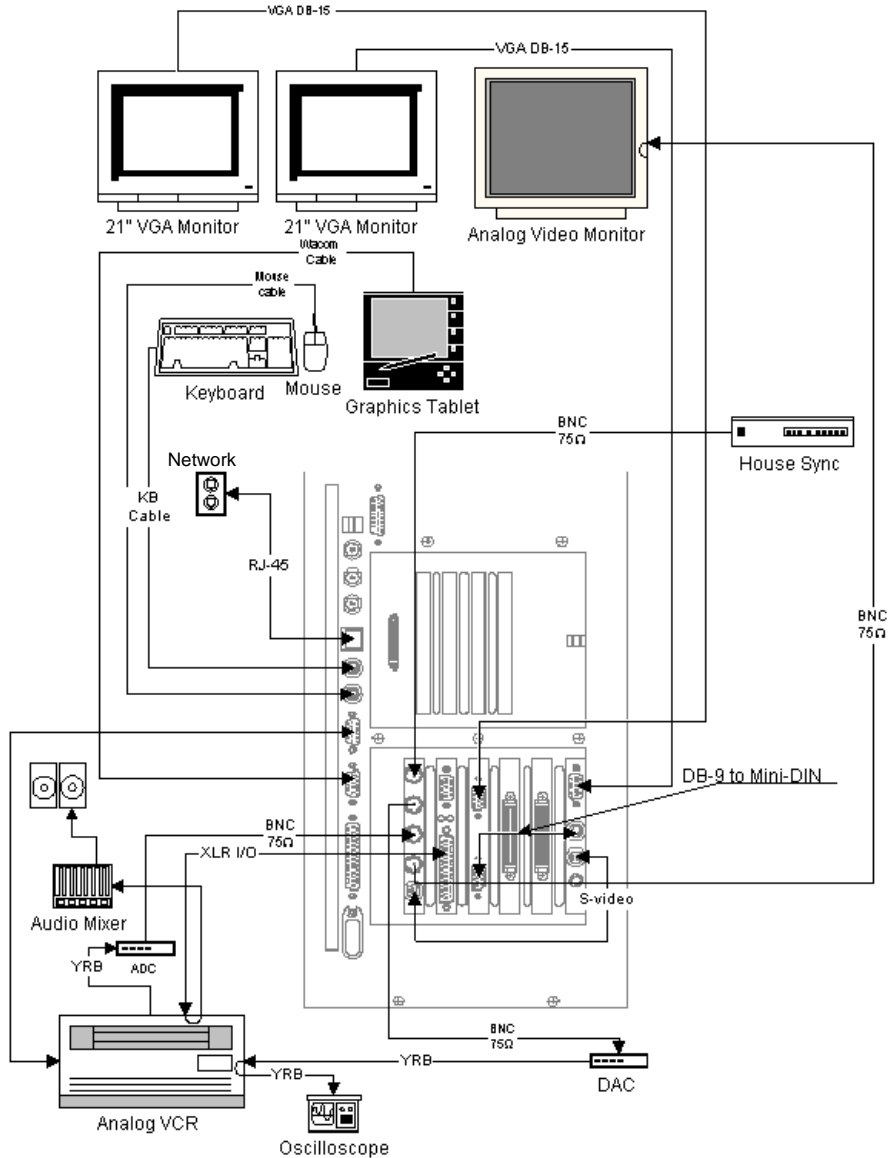 VGA DB-15
VGA DB-15
21" VGA Monitor
21" VGA Monitor
Analog Video Monitor
Wacom
Cable
Mouse
cable
Keyboard
Mouse
Graphics Tablet
BNC
75Ω
House Sync
Network
KB
Cable
RJ-45
BNC
75Ω
DB-9 to Mini-DIN
BNC
75Ω
XLR I/O
S-video
Audio Mixer
YRB
ADC
BNC
75Ω
YRB
YRB
DAC
Analog VCR
Oscilloscope